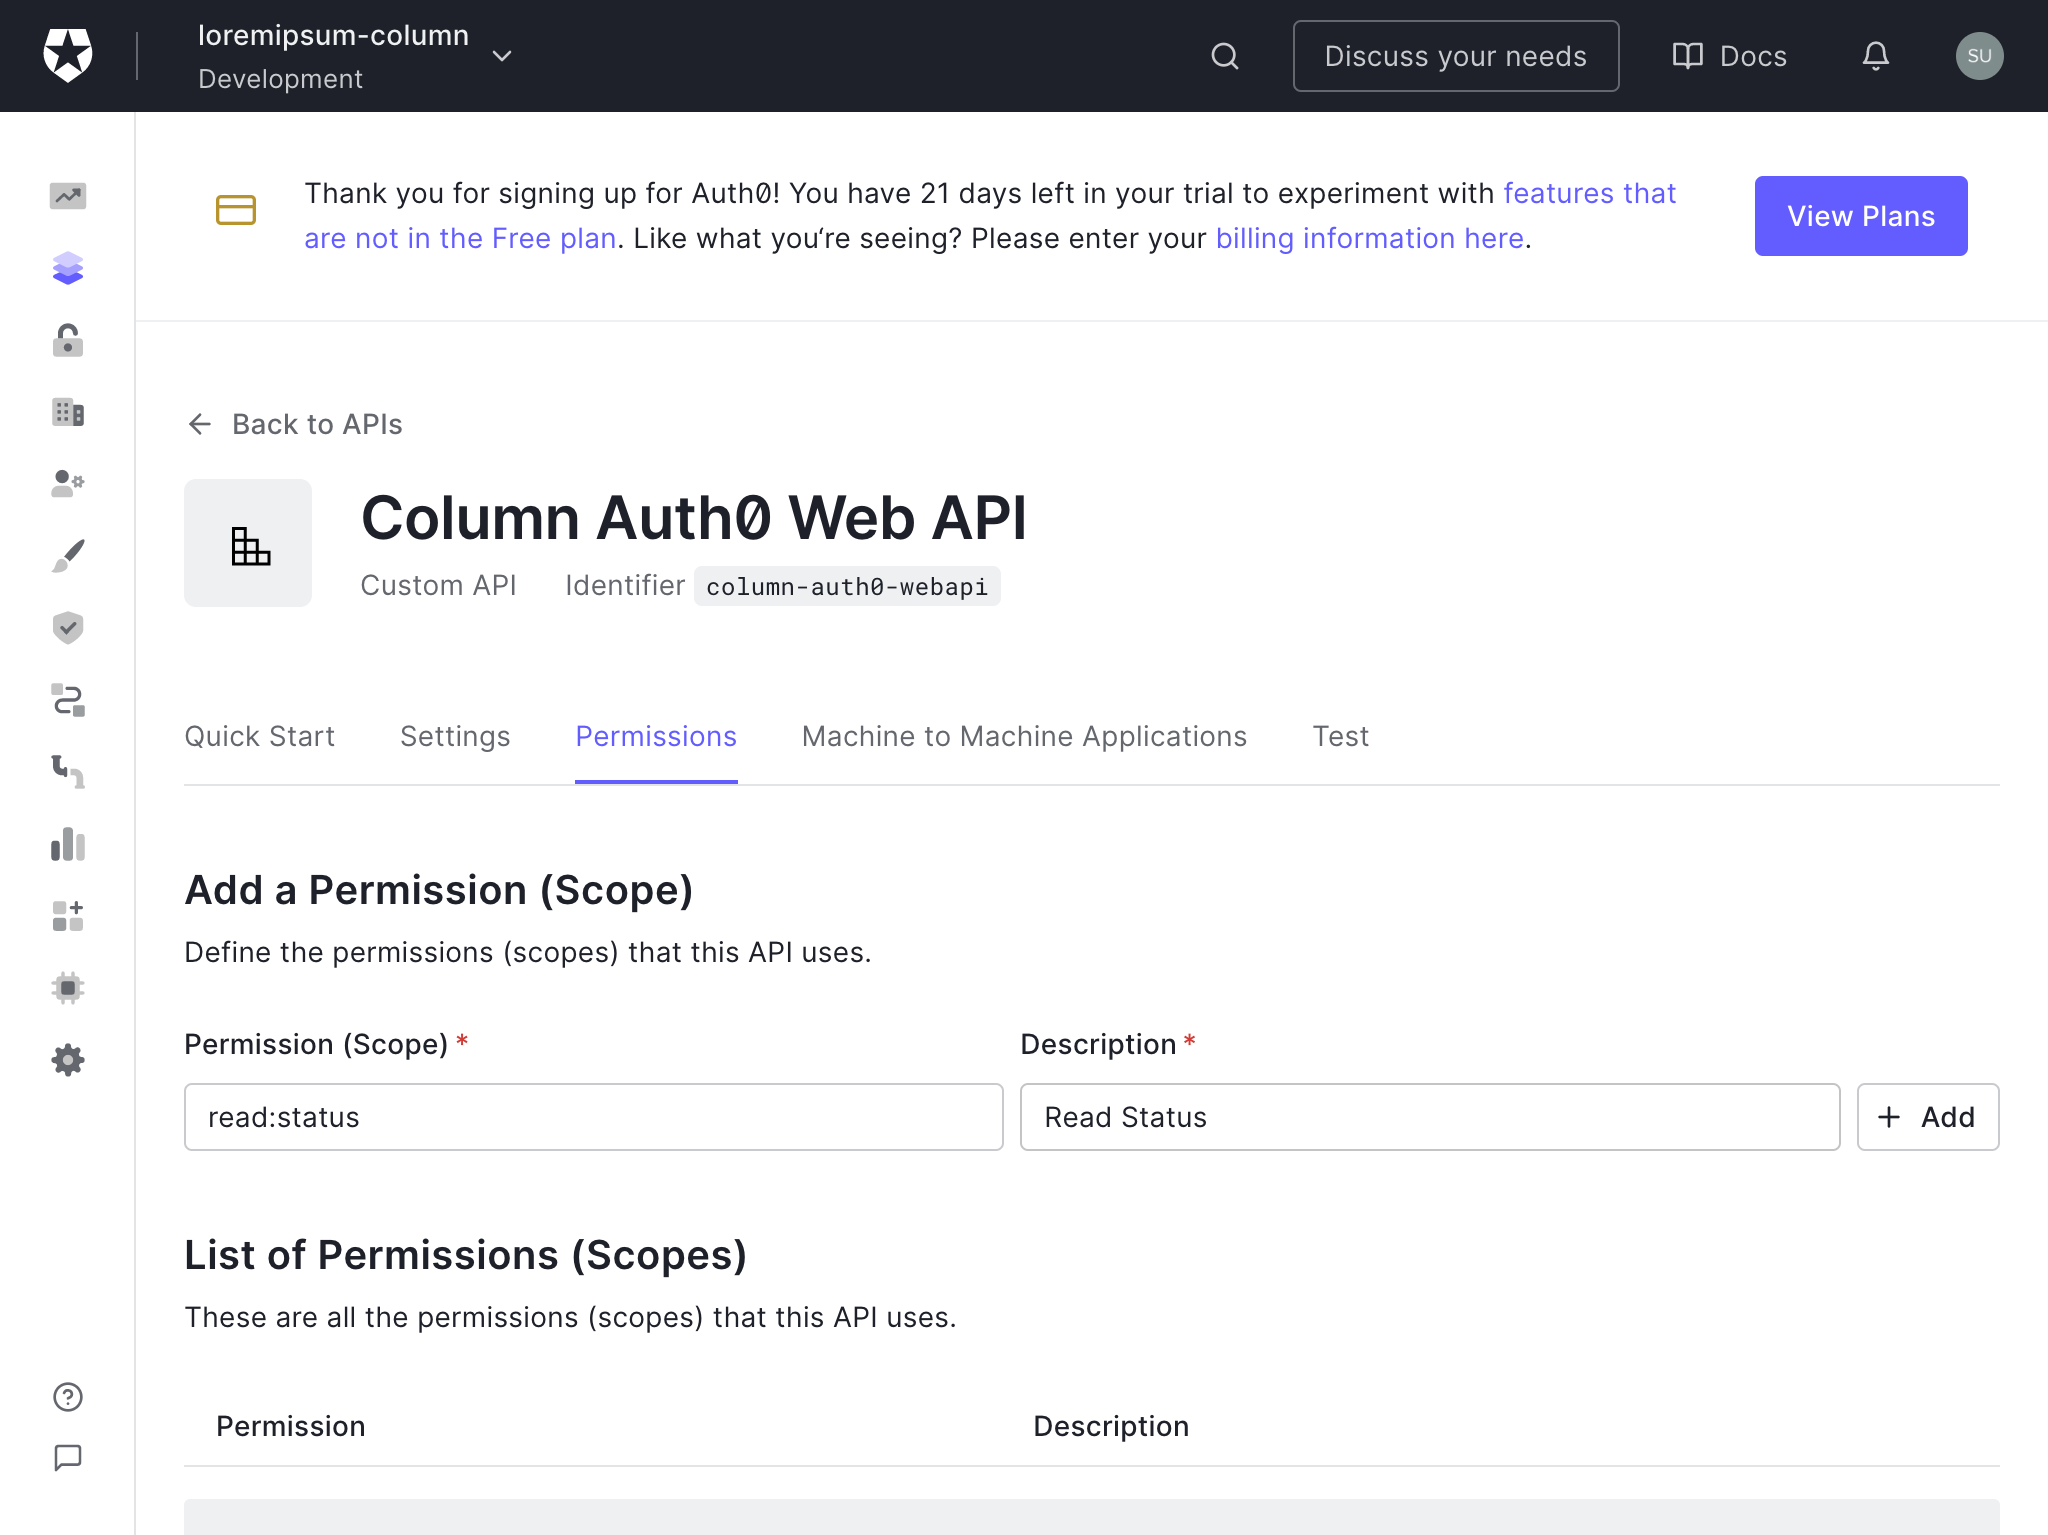 loremipsum-column
Development
Discuss your needs
Docs
SU
Thank you for signing up for Auth0! You have 21 days left in your trial to experiment with features that
are not in the Free plan. Like what you‘re seeing? Please enter your billing information here.
View Plans
Back to APIs
Column Auth0 Web API
Custom API Identifier column-auth0-webapi
Quick Start Settings Permissions Machine to Machine Applications Test
Add a Permission (Scope)
Define the permissions (scopes) that this API uses.
Permission (Scope) * Description *
read:status Read Status + Add
List of Permissions (Scopes)
These are all the permissions (scopes) that this API uses.
Permission Description